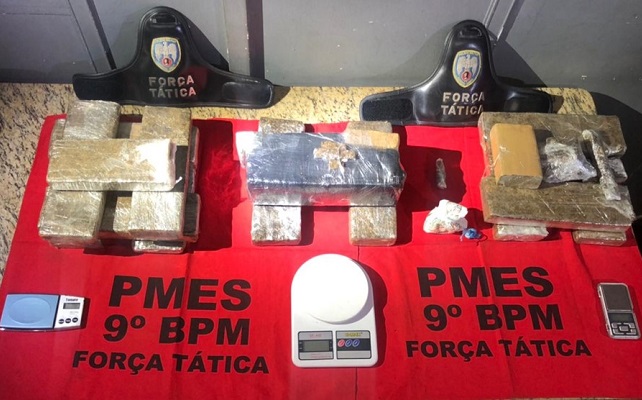 FORÇA
TÁTICA
FORÇA
TÁTICA
PMES
9º BPM
FORÇA TÁTICA
PMES
9º BPM
FORÇA TÁTICA